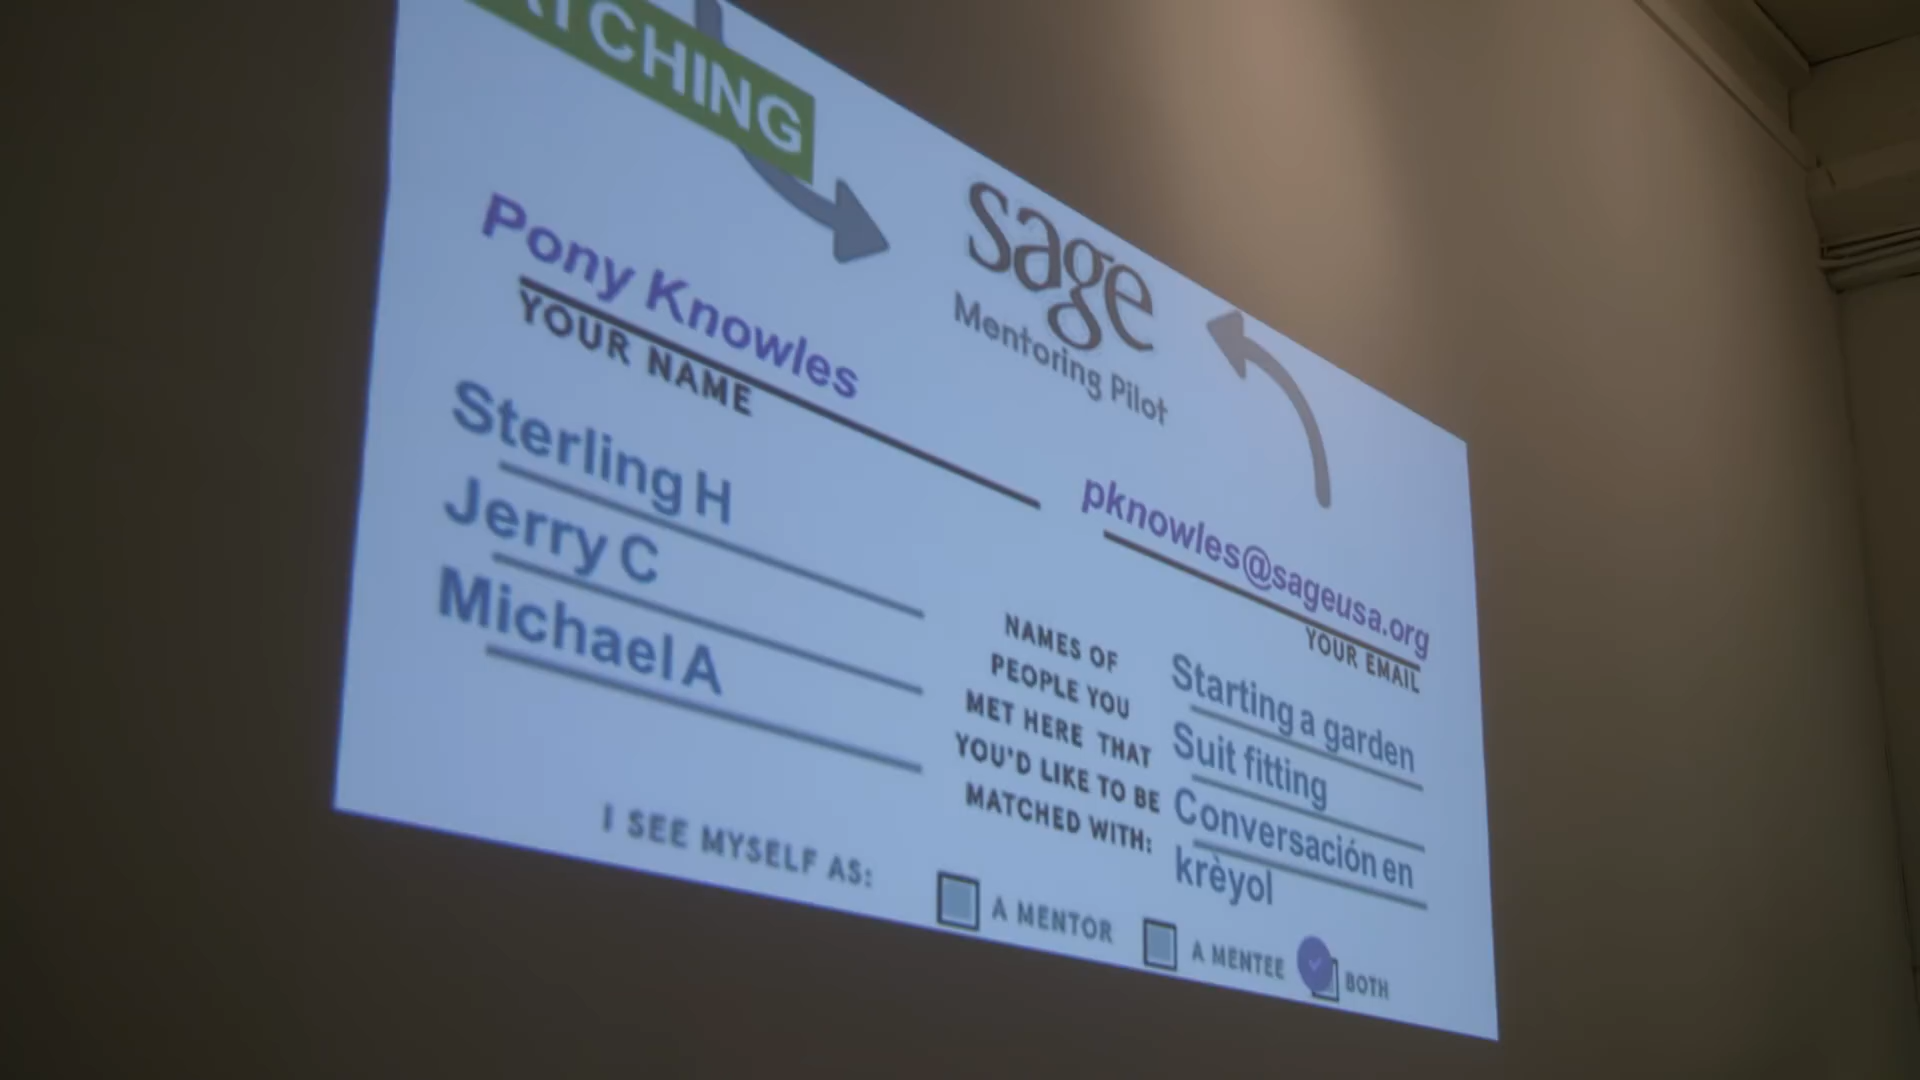 TCHING
sage
Mentoring Pilot
Pony Knowles
YOUR NAME
pknowles@sageusa.org
YOUR EMAIL
Sterling H
Jerry C
Michael A
NAMES OF
PEOPLE YOU
MET HERE THAT
YOU'D LIKE TO BE
MATCHED WITH:
Starting a garden
Suit fitting
Conversación en
krèyol
I SEE MYSELF AS:
A MENTOR
A MENTEE
BOTH